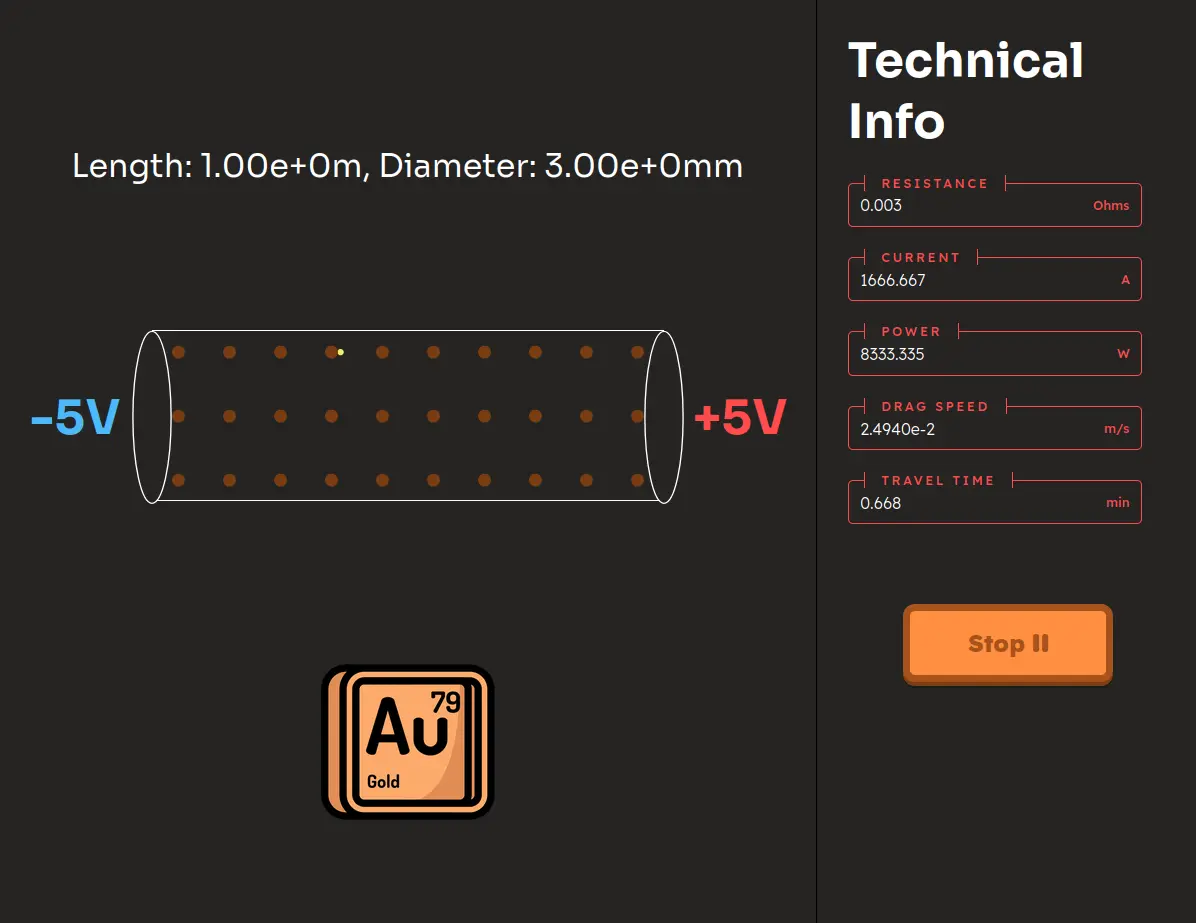 Technical
Info
Length: 1.00e+0m, Diameter: 3.00e+0mm
RESISTANCE
0.003 Ohms
CURRENT
1666.667 A
POWER
8333.335 W
DRAG SPEED
2.4940e-2 m/s
TRAVEL TIME
0.668 min
-5V
+5V
Stop
79
Au
Gold